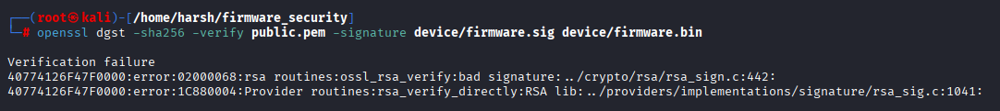 ┌──(root㉿kali)-[/home/harsh/firmware_security]
└─# openssl dgst -sha256 -verify public.pem -signature device/firmware.sig device/firmware.bin
Verification failure
40774126F47F0000:error:02000068:rsa routines:ossl_rsa_verify:bad signature:../crypto/rsa/rsa_sign.c:442:
40774126F47F0000:error:1C880004:Provider routines:rsa_verify_directly:RSA lib:../providers/implementations/signature/rsa_sig.c:1041: